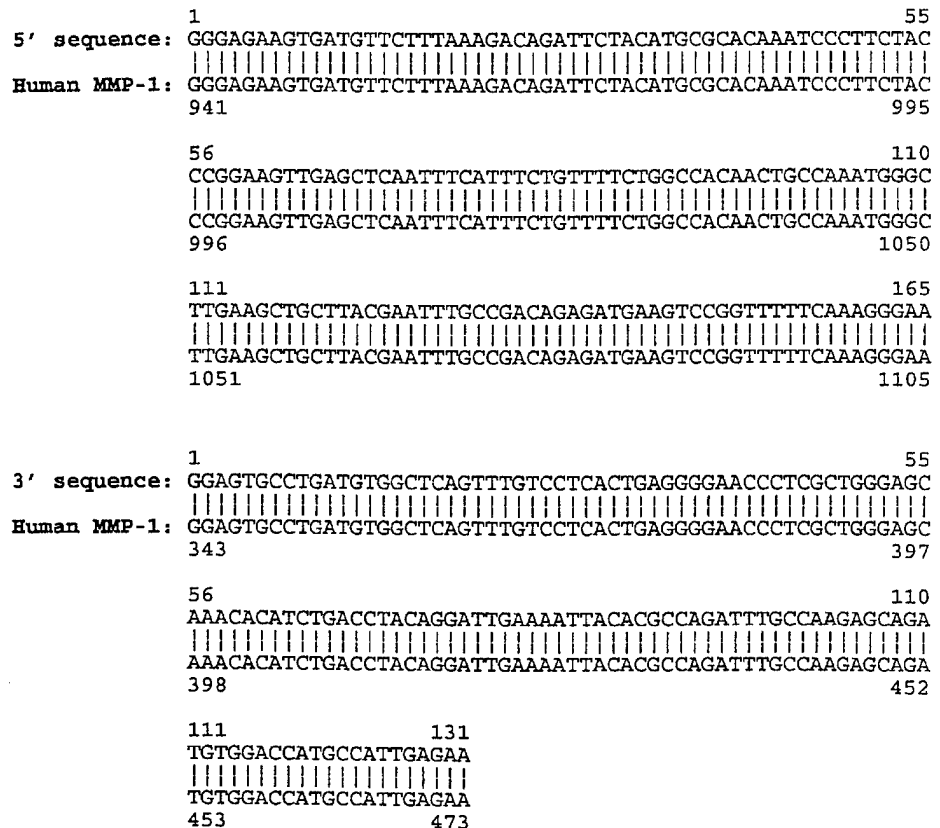 1 55
5' sequence: GGGAGAAGTGATGTTCTTTAAAGACAGATTCTACATGCGCACAAATCCCTTCTAC
Human MMP-1: GGGAGAAGTGATGTTCTTTAAAGACAGATTCTACATGCGCACAAATCCCTTCTAC
941 995
56 110
CCGGAAGTTGAGCTCAATTTCATTTCTGTTTTCTGGCCACAACTGCCAAATGGGC
CCGGAAGTTGAGCTCAATTTCATTTCTGTTTTCTGGCCACAACTGCCAAATGGGC
996 1050
111 165
TTGAAGCTGCTTACGAATTTGCCGACAGAGATGAAGTCCGGTTTTTCAAAGGGAA
TTGAAGCTGCTTACGAATTTGCCGACAGAGATGAAGTCCGGTTTTTCAAAGGGAA
1051 1105
1 55
3' sequence: GGAGTGCCTGATGTGGCTCAGTTTGTCCTCACTGAGGGGAACCCTCGCTGGGAGC
Human MMP-1: GGAGTGCCTGATGTGGCTCAGTTTGTCCTCACTGAGGGGAACCCTCGCTGGGAGC
343 397
56 110
AAACACATCTGACCTACAGGATTGAAAATTACACGCCAGATTTGCCAAGAGCAGA
AAACACATCTGACCTACAGGATTGAAAATTACACGCCAGATTTGCCAAGAGCAGA
398 452
111 131
TGTGGACCATGCCATTGAGAA
TGTGGACCATGCCATTGAGAA
453 473